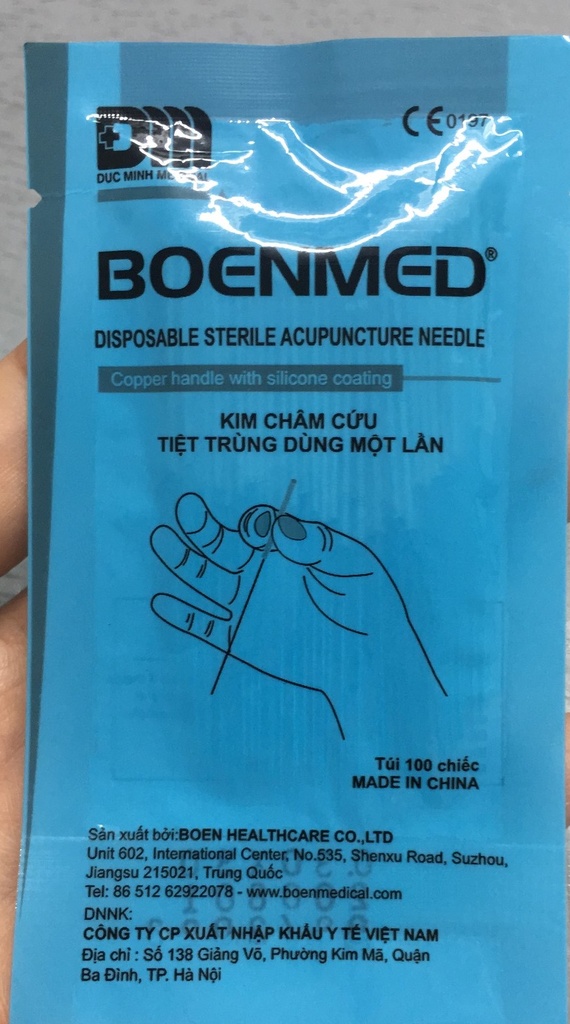 DM
DUC MINH MEDICAL
CE 0197
BOENMED®
DISPOSABLE STERILE ACUPUNCTURE NEEDLE
Copper handle with silicone coating
KIM CHÂM CỨU
TIỆT TRÙNG DÙNG MỘT LẦN
Túi 100 chiếc
MADE IN CHINA
Sản xuất bởi:BOEN HEALTHCARE CO.,LTD
Unit 602, International Center, No.535, Shenxu Road, Suzhou,
Jiangsu 215021, Trung Quốc
Tel: 86 512 62922078 - www.boenmedical.com
DNNK:
CÔNG TY CP XUẤT NHẬP KHẨU Y TẾ VIỆT NAM
Địa chỉ : Số 138 Giảng Võ, Phường Kim Mã, Quận
Ba Đình, TP. Hà Nội